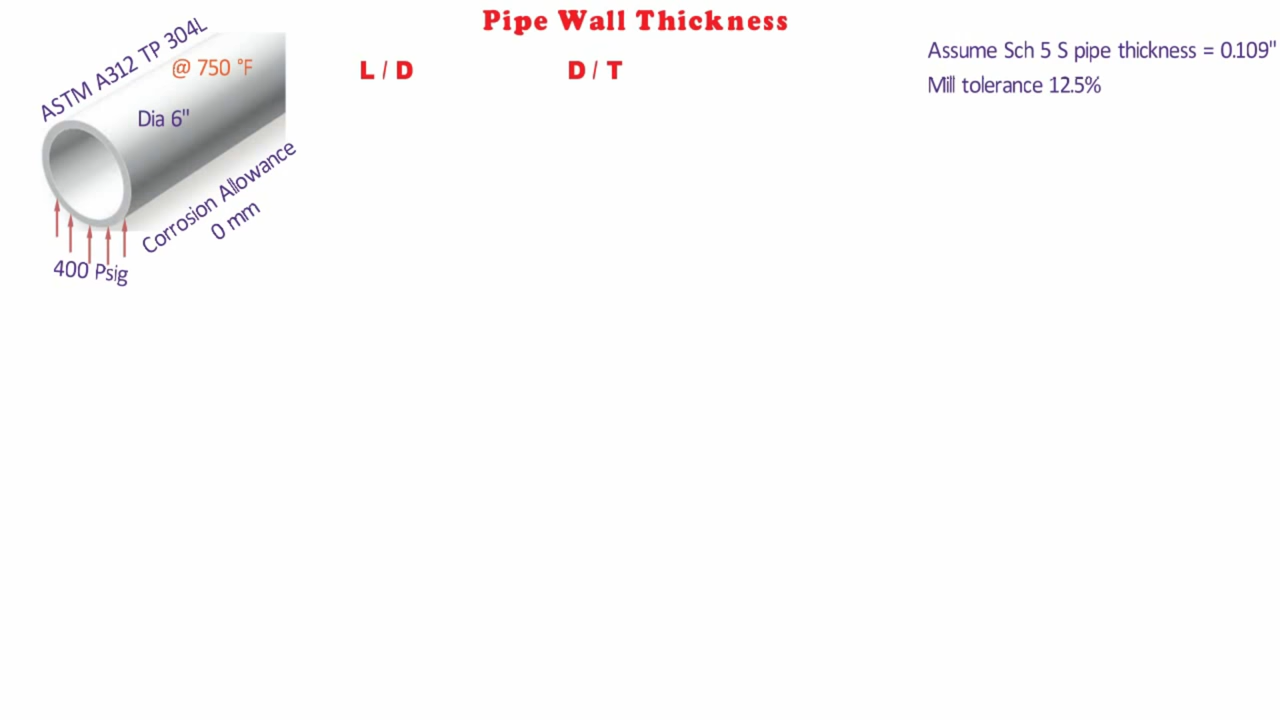 Pipe Wall Thickness
ASTM A312 TP 304L
@ 750 °F
Dia 6"
Corrosion Allowance
0 mm
400 Psig
L / D
D / T
Assume Sch 5 S pipe thickness = 0.109"
Mill tolerance 12.5%